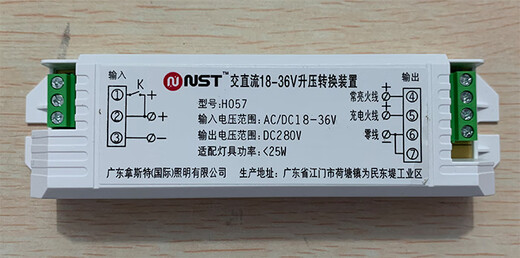 NST™ 交直流18-36V升压转换装置
输入
K
① +
② +
③ -
型号:H057
输入电压范围:AC/DC18-36V
输出电压范围:DC280V
适配灯具功率:<25W
输出
常亮火线 ④
充电火线 ⑤
零线 ⑥
⑦
广东拿斯特(国际)照明有限公司 生产地址:广东省江门市荷塘镇为民东堤工业区